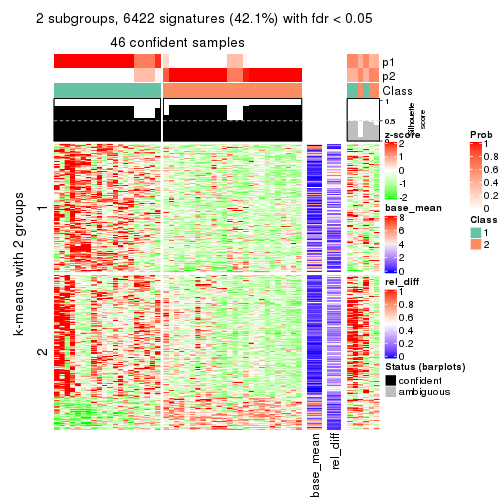 2 subgroups, 6422 signatures (42.1%) with fdr < 0.05
46 confident samples
p1
p2
Class
1
0.5
0
Silhouette
score
k-means with 2 groups
1
2
base_mean
rel_diff
z-score
2
1
0
-1
-2
base_mean
8
6
4
2
0
rel_diff
1
0.8
0.6
0.4
0.2
0
Status (barplots)
confident
ambiguous
Prob
1
0.8
0.6
0.4
0.2
0
Class
1
2